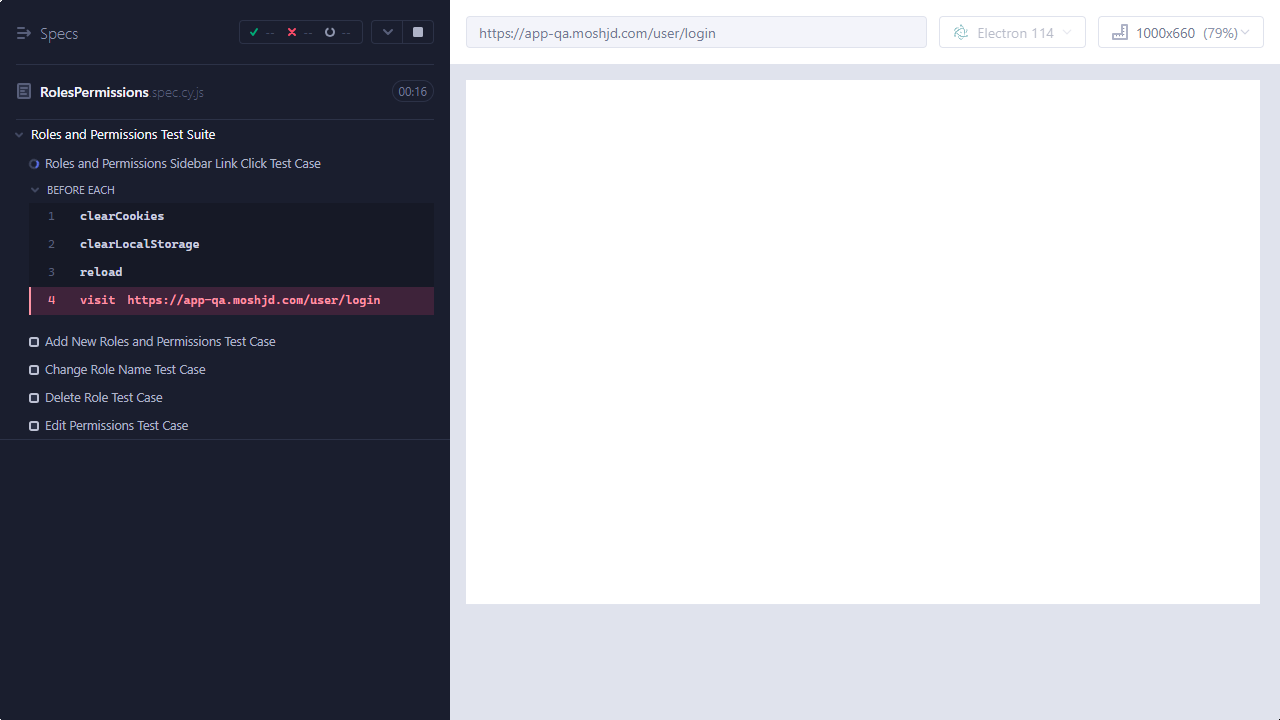 Specs
-- -- --
https://app-qa.moshjd.com/user/login
Electron 114
1000x660 (79%)
RolesPermissions.spec.cy.js
00:16
Roles and Permissions Test Suite
Roles and Permissions Sidebar Link Click Test Case
BEFORE EACH
1 clearCookies
2 clearLocalStorage
3 reload
4 visit https://app-qa.moshjd.com/user/login
Add New Roles and Permissions Test Case
Change Role Name Test Case
Delete Role Test Case
Edit Permissions Test Case